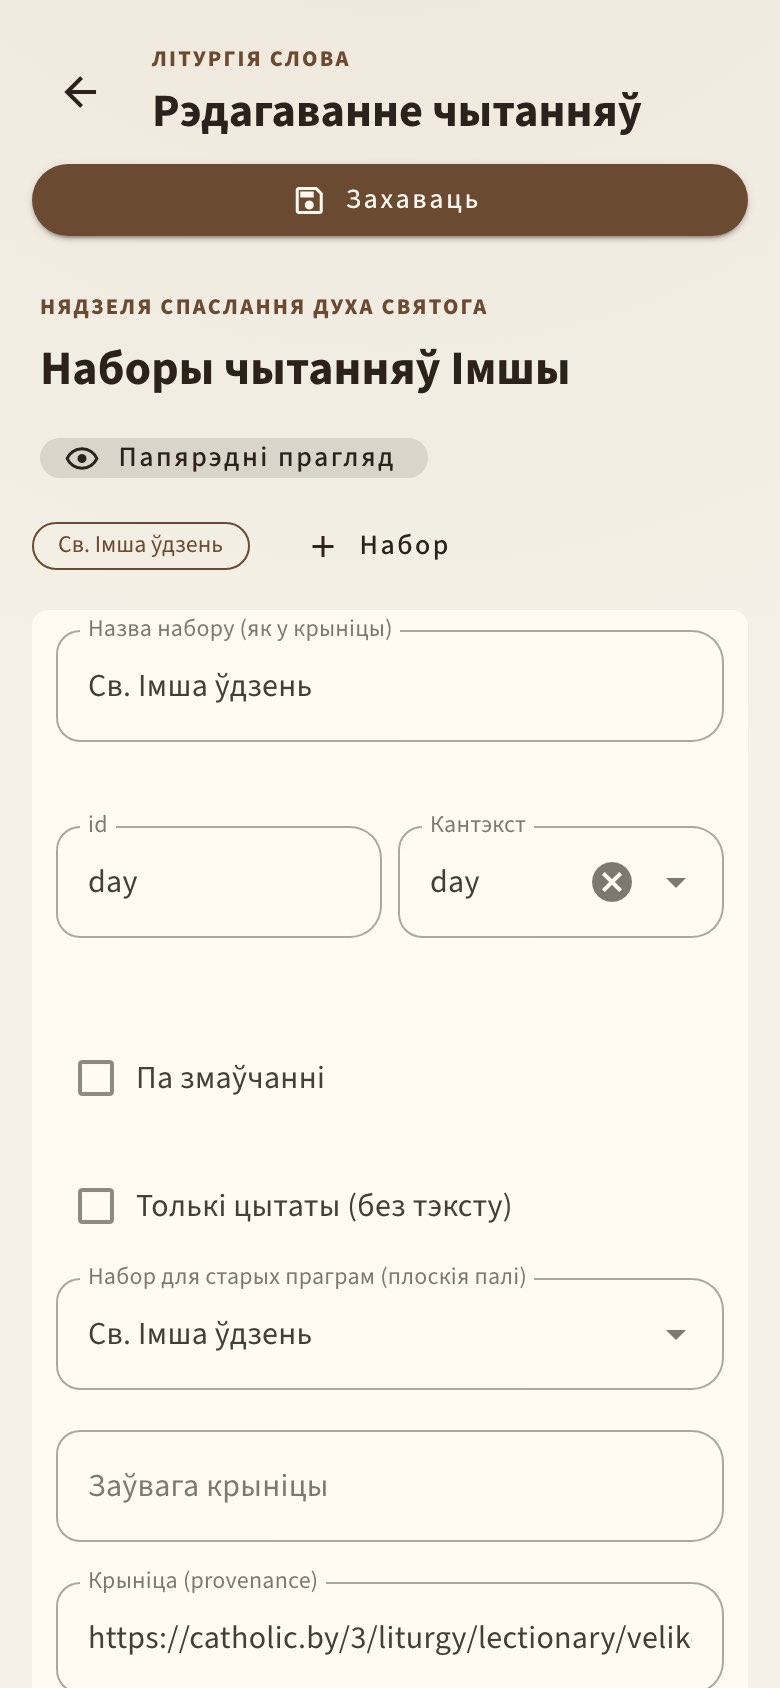 ЛІТУРГІЯ СЛОВА
Рэдагаванне чытанняў
Захаваць
НЯДЗЕЛЯ СПАСЛАННЯ ДУХА СВЯТОГА
Наборы чытанняў Імшы
Папярэдні прагляд
Св. Імша ўдзень
+ Набор
Назва набору (як у крыніцы)
Св. Імша ўдзень
id
day
Кантэкст
day
Па змаўчанні
Толькі цытаты (без тэксту)
Набор для старых праграм (плоскія палі)
Св. Імша ўдзень
Заўвага крыніцы
Крыніца (provenance)
https://catholic.by/3/liturgy/lectionary/velik